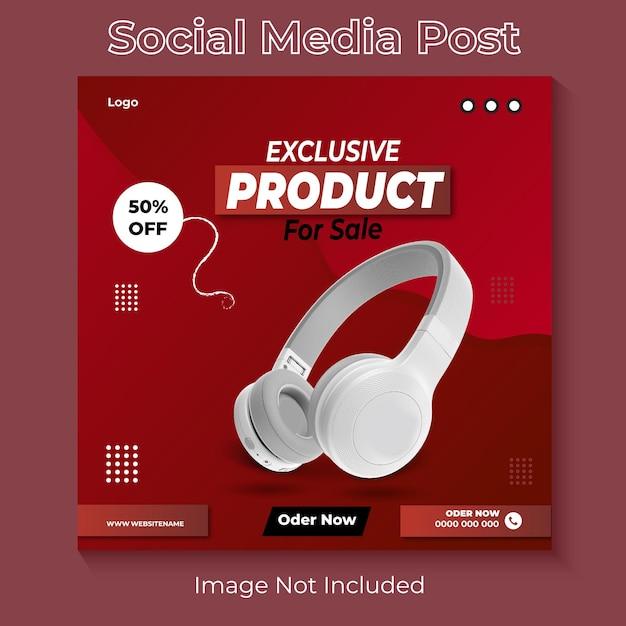 Social Media Post
Logo
EXCLUSIVE
PRODUCT
For Sale
50%
OFF
WWW.WEBSITENAME
Oder Now
ODER NOW
0000 000 000
Image Not Included